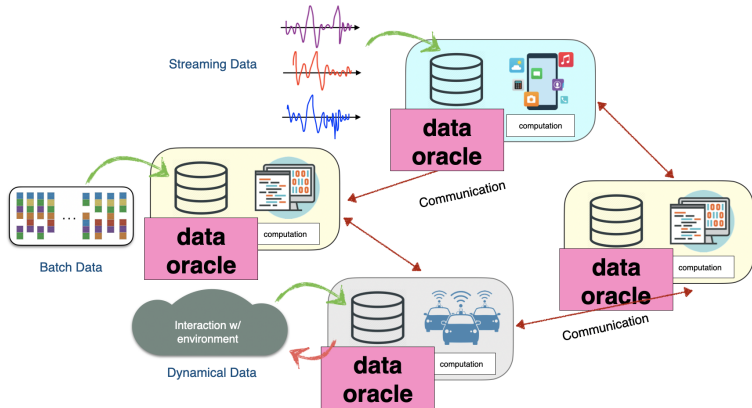 Streaming Data
data
oracle
computation
Communication
data
oracle
computation
...
Batch Data
data
oracle
computation
Interaction w/
environment
Dynamical Data
data
oracle
computation
Communication